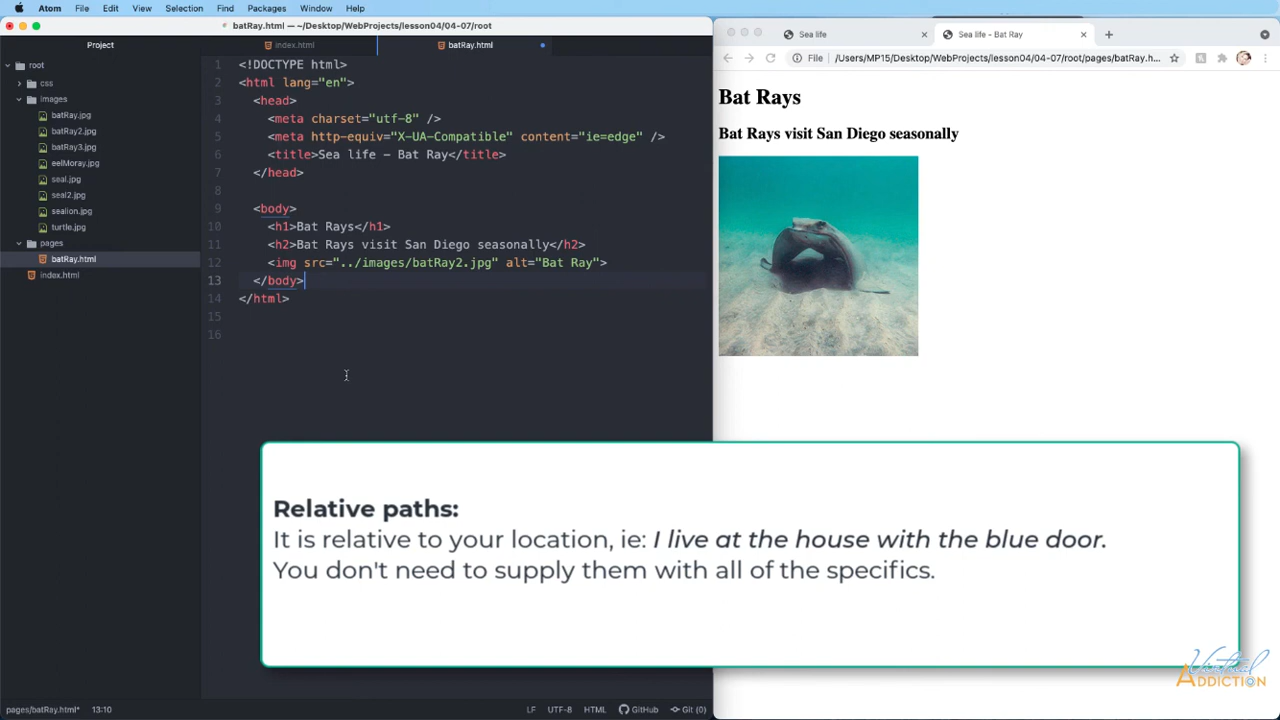 Atom File Edit View Selection Find Packages Window Help
batRay.html — ~/Desktop/WebProjects/lesson04/04-07/root
Project
index.html
batRay.html
root
css
images
batRay.jpg
batRay2.jpg
batRay3.jpg
eelMoray.jpg
seal.jpg
seal2.jpg
sealion.jpg
turtle.jpg
pages
batRay.html
index.html
1 <!DOCTYPE html>
2 <html lang="en">
3 <head>
4 <meta charset="utf-8" />
5 <meta http-equiv="X-UA-Compatible" content="ie=edge" />
6 <title>Sea life - Bat Ray</title>
7 </head>
8
9 <body>
10 <h1>Bat Rays</h1>
11 <h2>Bat Rays visit San Diego seasonally</h2>
12 <img src="../images/batRay2.jpg" alt="Bat Ray">
13 </body>
14 </html>
15
16
pages/batRay.html* 13:10 LF UTF-8 HTML GitHub Git (0)
Sea life
Sea life - Bat Ray
File /Users/MP15/Desktop/WebProjects/lesson04/04-07/root/pages/batRay.h...
Bat Rays
Bat Rays visit San Diego seasonally
Relative paths:
It is relative to your location, ie: I live at the house with the blue door.
You don't need to supply them with all of the specifics.
Virtual
ADDICTION